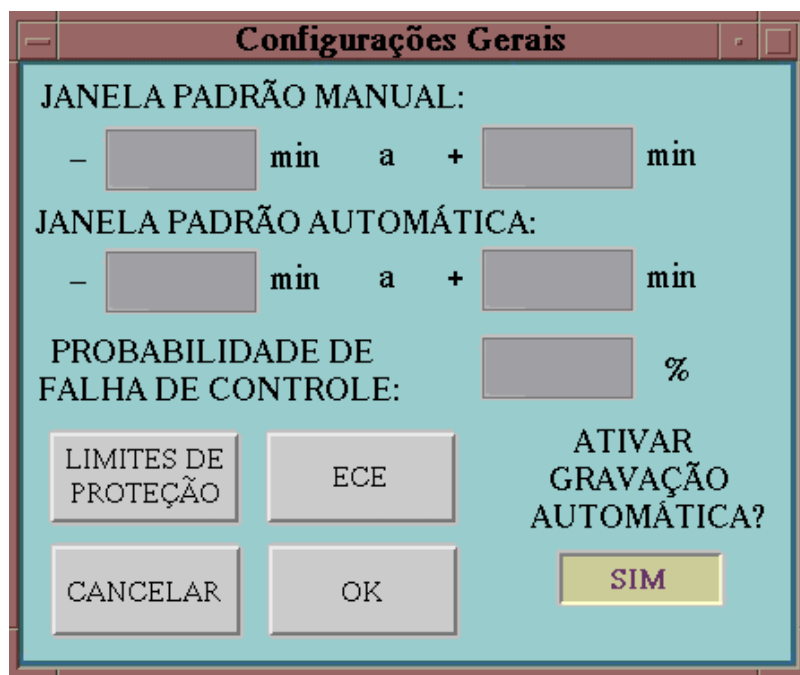 Configurações Gerais
JANELA PADRÃO MANUAL:
– min a + min
JANELA PADRÃO AUTOMÁTICA:
– min a + min
PROBABILIDADE DE
FALHA DE CONTROLE:
%
LIMITES DE
PROTEÇÃO
ECE
ATIVAR
GRAVAÇÃO
AUTOMÁTICA?
SIM
CANCELAR
OK